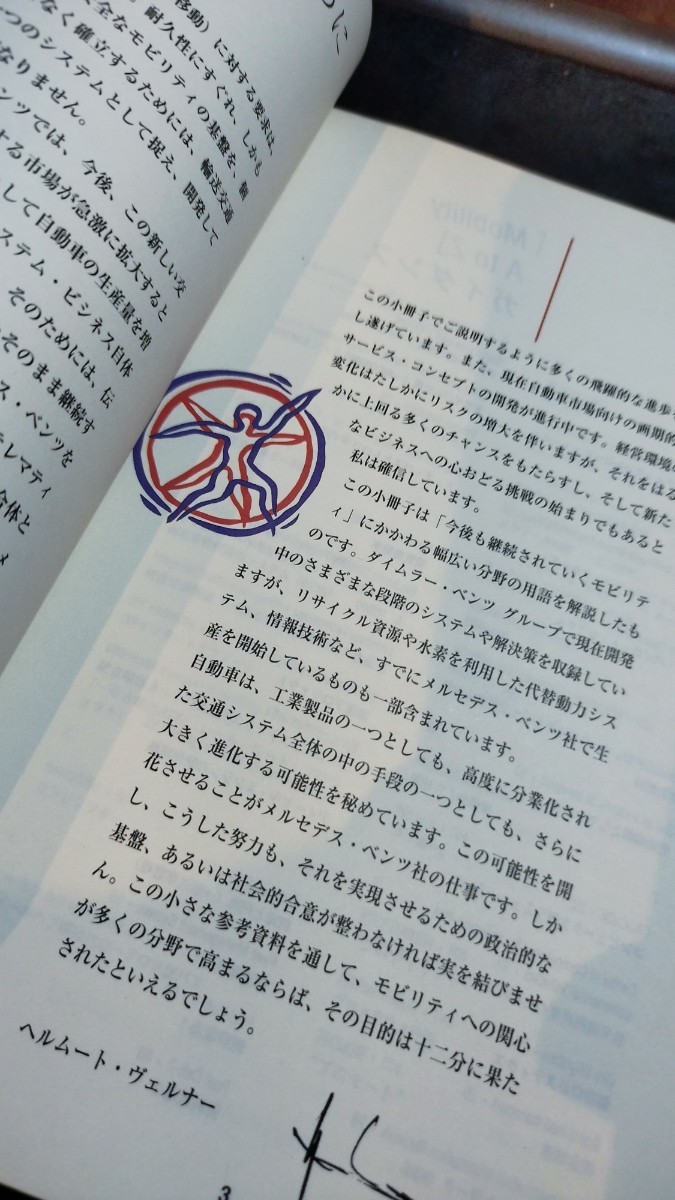 もに
移動）に対する要求は、
耐久性にすぐれ、しかも
全なモビリティの基盤を、創
なく確立するためには、輸送交通
つのシステムとして捉え、開発して
なりません。
ンツでは、今後、この新しい交
する市場が急激に拡大すると
して自動車の生産量を増
ステム・ビジネス自体
そのためには、伝
そのまま継続す
ス・ベンツを
テレマティ
合体と
メ
この小冊子でご説明するように多くの飛躍的な進歩
し遂げています。また、現在自動車市場向けの画期的
サービス・コンセプトの開発が進行中です。経営環境の
変化はたしかにリスクの増大を伴いますが、それをはる
かに上回る多くのチャンスをもたらすし、そして新た
なビジネスへの心おどる挑戦の始まりでもあると
私は確信しています。
この小冊子は「今後も継続されていくモビリテ
ィ」にかかわる幅広い分野の用語を解説したも
のです。ダイムラー・ベンツ グループで現在開発
中のさまざまな段階のシステムや解決策を収録してい
ますが、リサイクル資源や水素を利用した代替動力シス
テム、情報技術など、すでにメルセデス・ベンツ社で生
産を開始しているものも一部含まれています。
自動車は、工業製品の一つとしても、高度に分業化され
た交通システム全体の中の手段の一つとしても、さらに
大きく進化する可能性を秘めています。この可能性を開
花させることがメルセデス・ベンツ社の仕事です。しか
し、こうした努力も、それを実現させるための政治的な
基盤、あるいは社会的合意が整わなければ実を結びませ
ん。この小さな参考資料を通して、モビリティへの関心
が多くの分野で高まるならば、その目的は十二分に果た
されたといえるでしょう。
ヘルムート・ヴェルナー
3